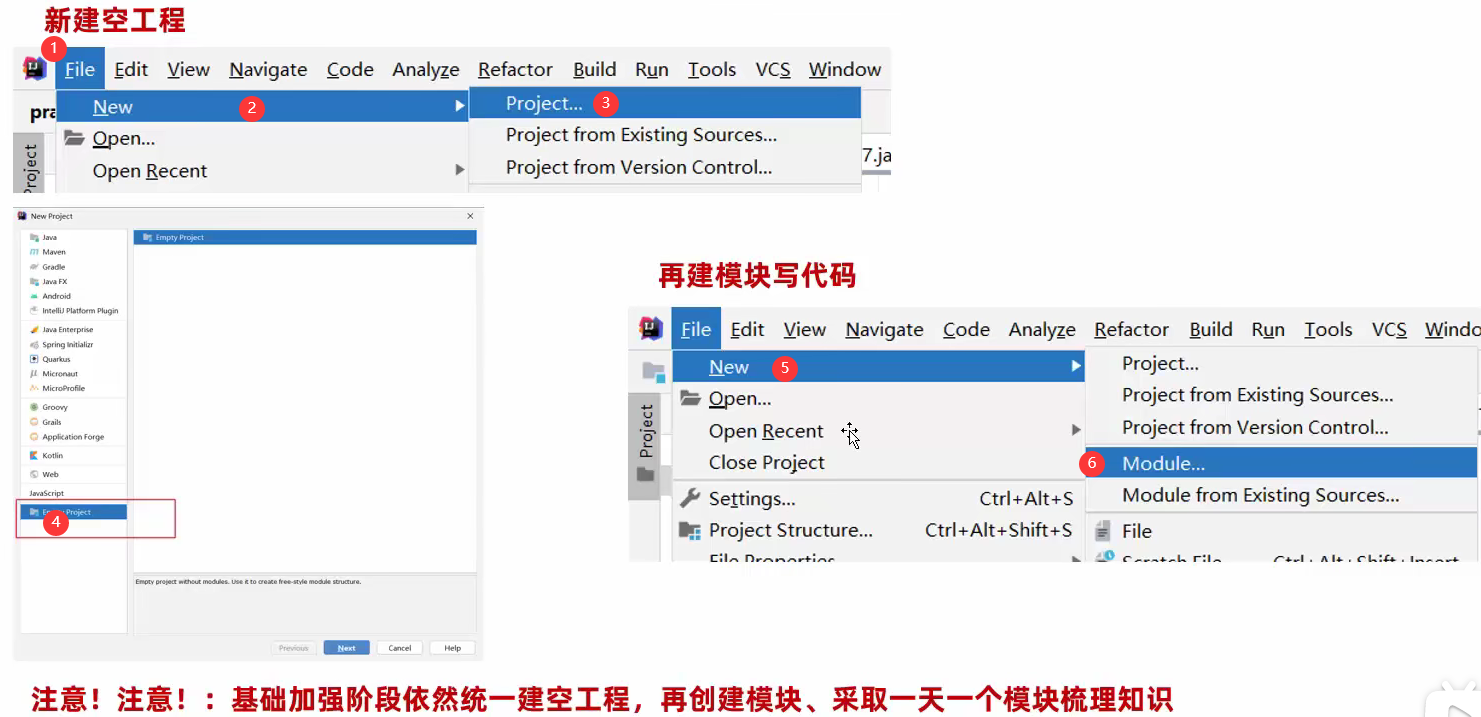 新建空工程
1
File Edit View Navigate Code Analyze Refactor Build Run Tools VCS Window
New 2
Project... 3
Open...
Project from Existing Sources...
Open Recent
Project from Version Control...
Project
7.ja
New Project
Java
Maven
Gradle
Java FX
Android
IntelliJ Platform Plugin
Java Enterprise
Spring Initializr
Quarkus
Micronaut
MicroProfile
Groovy
Grails
Application Forge
Kotlin
Web
JavaScript
Empty Project
4
Empty Project
Empty project without modules. Use it to create free-style module structure.
Previous Next Cancel Help
再建模块写代码
File Edit View Navigate Code Analyze Refactor Build Run Tools VCS Windo
New 5
Project...
Open...
Project from Existing Sources...
Open Recent
Project from Version Control...
Close Project
6 Module...
Settings... Ctrl+Alt+S
Module from Existing Sources...
Project Structure... Ctrl+Alt+Shift+S
File
File Properties
Scratch File Ctrl+Alt+Shift+Insert
Project
注意！注意！：基础加强阶段依然统一建空工程，再创建模块、采取一天一个模块梳理知识